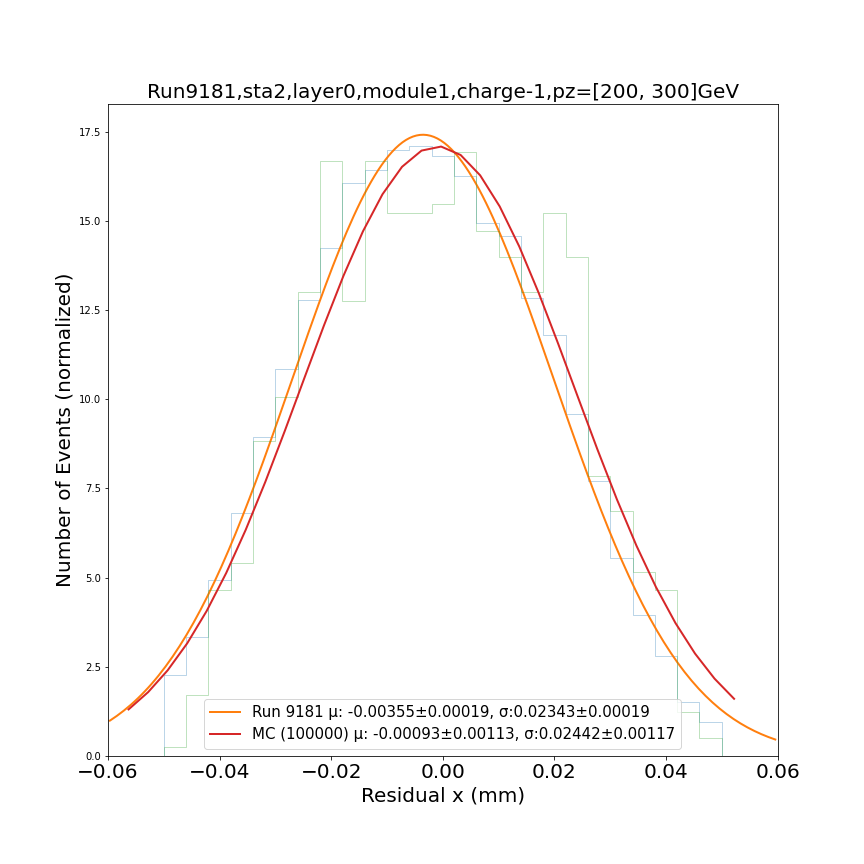 Run9181,sta2,layer0,module1,charge-1,pz=[200, 300]GeV
Number of Events (normalized)
17.5
15.0
12.5
10.0
7.5
5.0
2.5
0.0
Run 9181 μ: -0.00355±0.00019, σ:0.02343±0.00019
MC (100000) μ: -0.00093±0.00113, σ:0.02442±0.00117
−0.06 −0.04 −0.02 0.00 0.02 0.04 0.06
Residual x (mm)